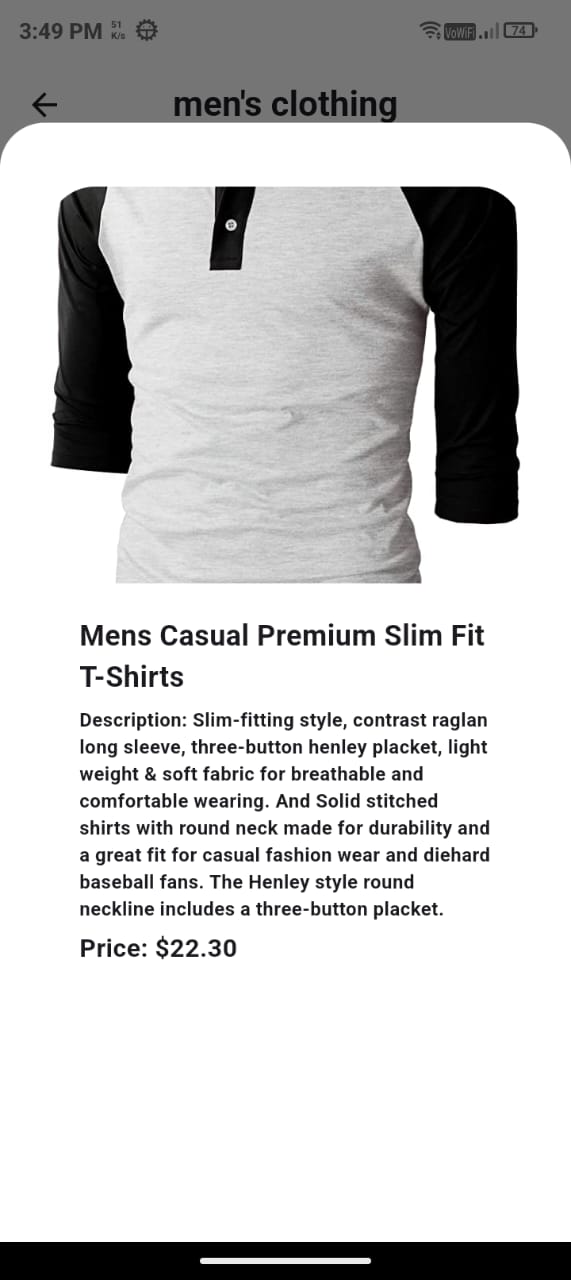 3:49 PM 51 K/s VoWiFi 74
men's clothing
Mens Casual Premium Slim Fit
T-Shirts
Description: Slim-fitting style, contrast raglan
long sleeve, three-button henley placket, light
weight & soft fabric for breathable and
comfortable wearing. And Solid stitched
shirts with round neck made for durability and
a great fit for casual fashion wear and diehard
baseball fans. The Henley style round
neckline includes a three-button placket.
Price: $22.30